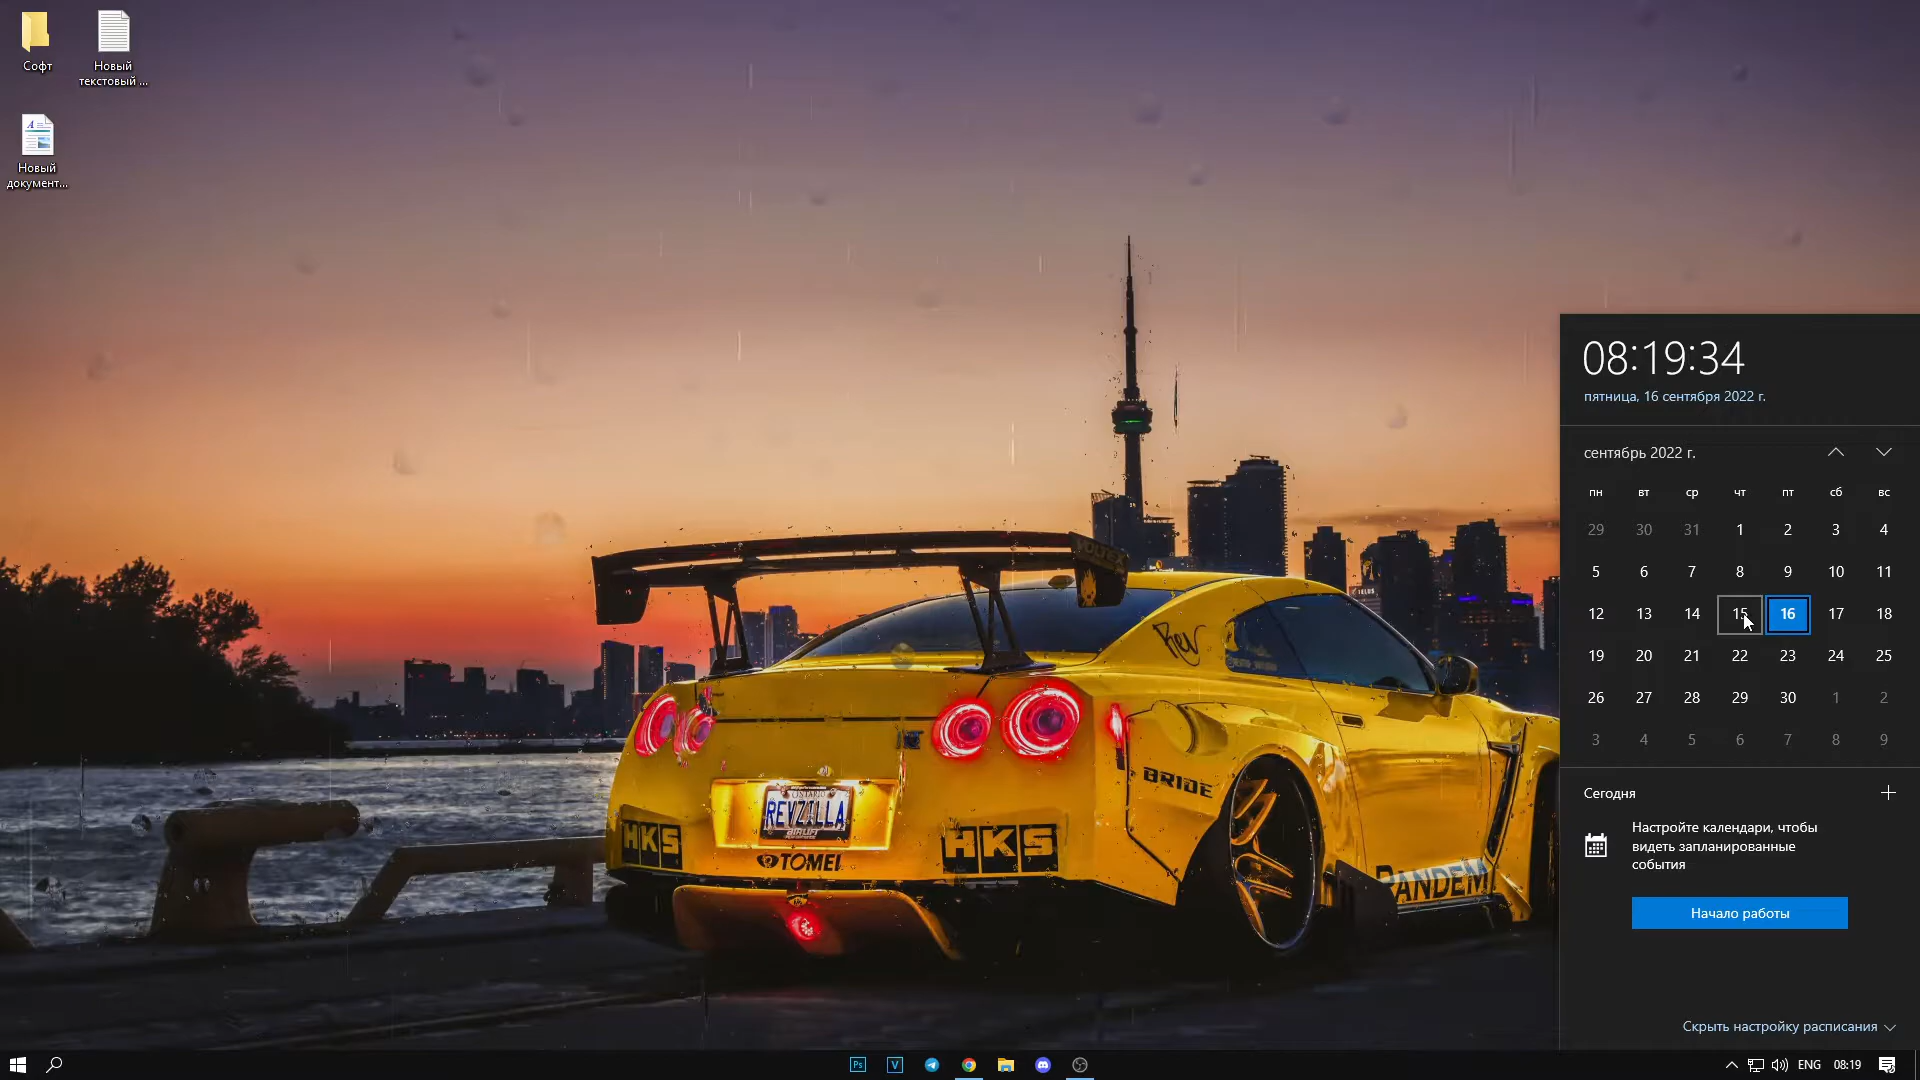 Софт
Новый
текстовый ...
Новый
документ...
Rev
BRIDE
ONTARIO
REVZILLA
HKS
HKS
TOMEI
PANDEM
08:19:34
пятница, 16 сентября 2022 г.
сентябрь 2022 г.
пн вт ср чт пт сб вс
29 30 31 1 2 3 4
5 6 7 8 9 10 11
12 13 14 15 16 17 18
19 20 21 22 23 24 25
26 27 28 29 30 1 2
3 4 5 6 7 8 9
Сегодня
Настройте календари, чтобы
видеть запланированные
события
Начало работы
Скрыть настройку расписания
Ps
V
ENG
08:19